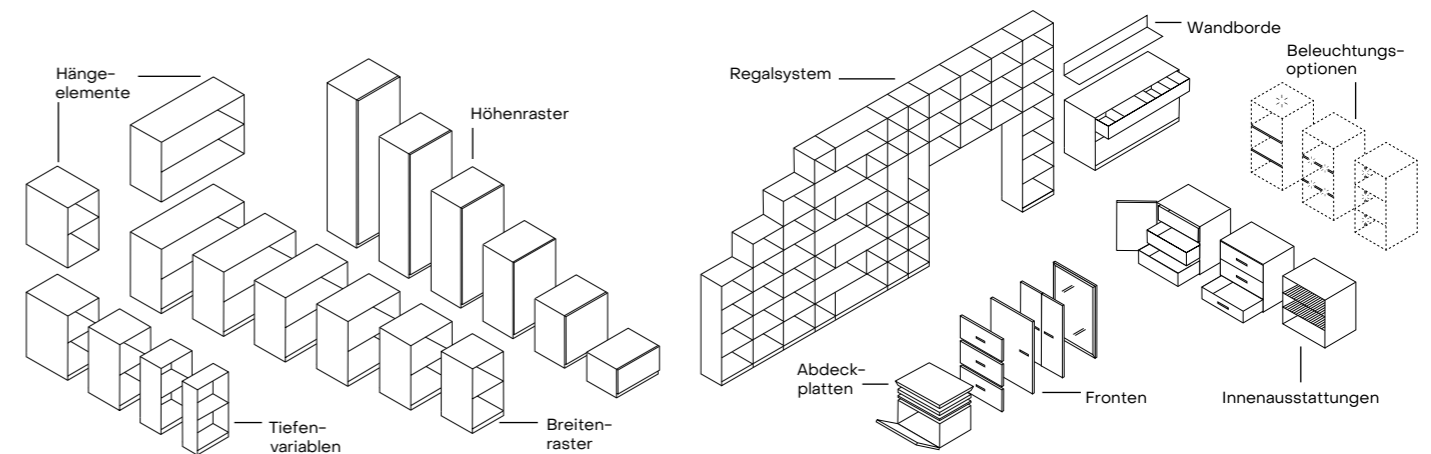 Hänge-
elemente
Höhenraster
Tiefen-
variablen
Breiten-
raster
Regalsystem
Wandborde
Beleuchtungs-
optionen
Abdeck-
platten
Fronten
Innenausstattungen